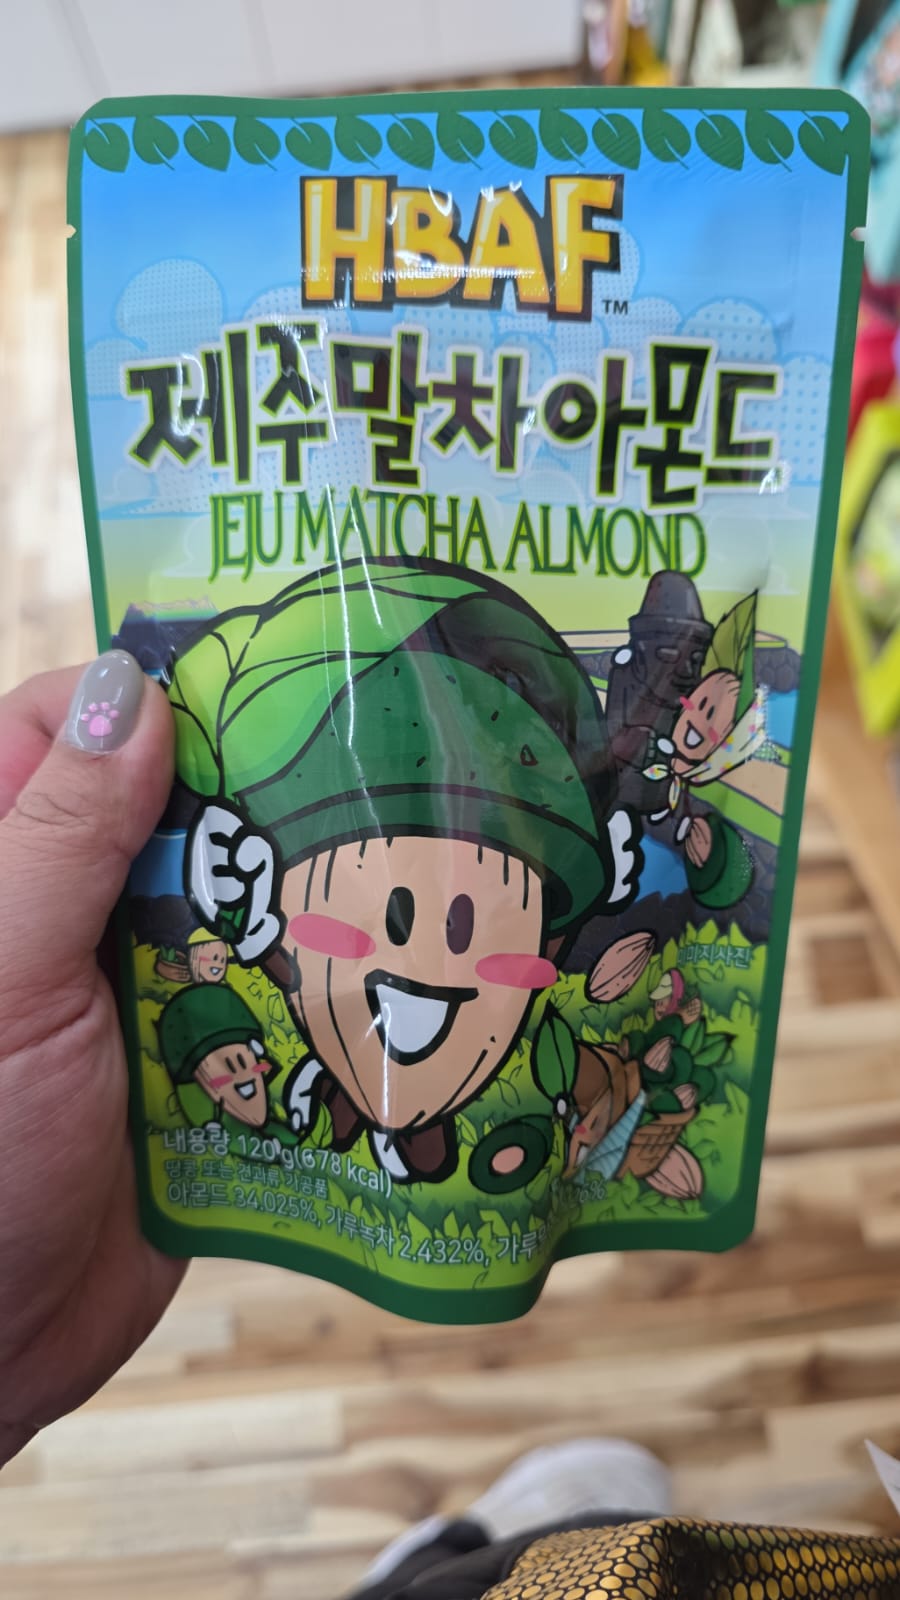 HBAF
TM
제주말차아몬드
JEJU MATCHA ALMOND
이미지사진
내용량 120 g(678 kcal)
땅콩 또는 견과류 가공품
아몬드 34.025%, 가루녹차 2.432%,